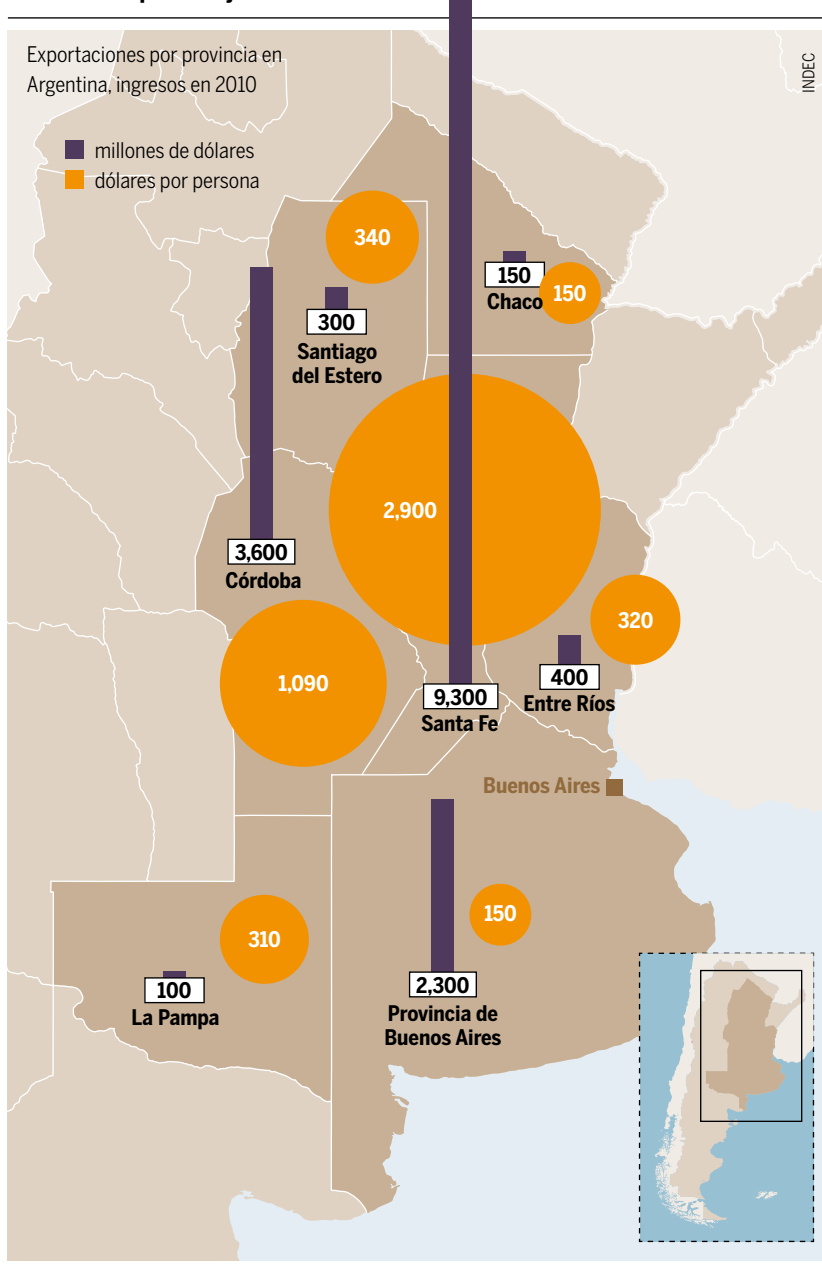 Exportaciones por provincia en
Argentina, ingresos en 2010
INDEC
millones de dólares
dólares por persona
340
300
Santiago
del Estero
150
Chaco
150
2,900
3,600
Córdoba
320
400
Entre Ríos
1,090
9,300
Santa Fe
Buenos Aires
150
2,300
Provincia de
Buenos Aires
310
100
La Pampa